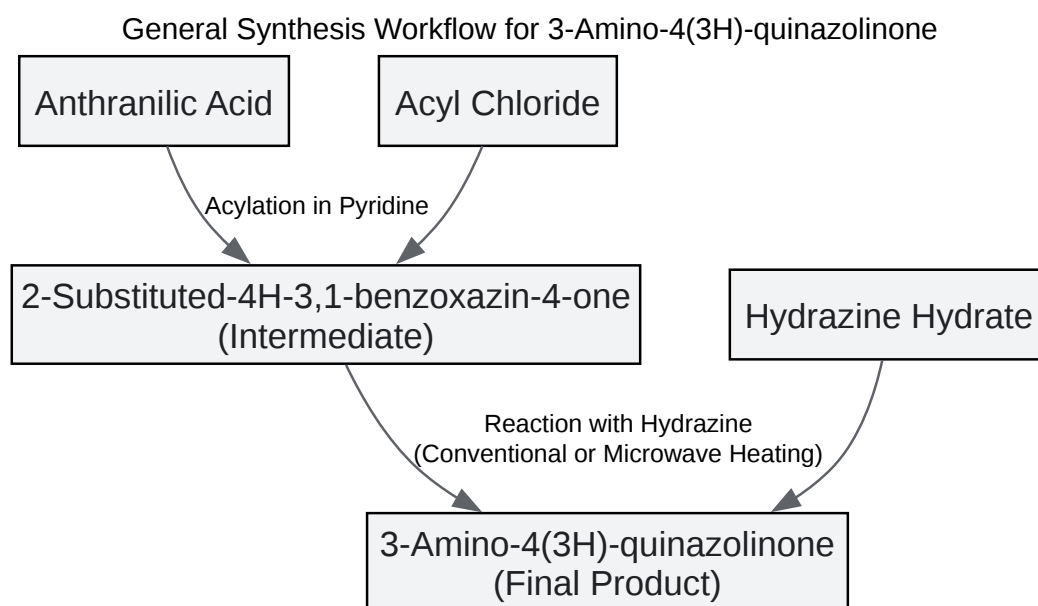 General Synthesis Workflow for 3-Amino-4(3H)-quinazolinone
Anthranilic Acid
Acyl Chloride
Acylation in Pyridine
2-Substituted-4H-3,1-benzoxazin-4-one
(Intermediate)
Hydrazine Hydrate
Reaction with Hydrazine
(Conventional or Microwave Heating)
3-Amino-4(3H)-quinazolinone
(Final Product)